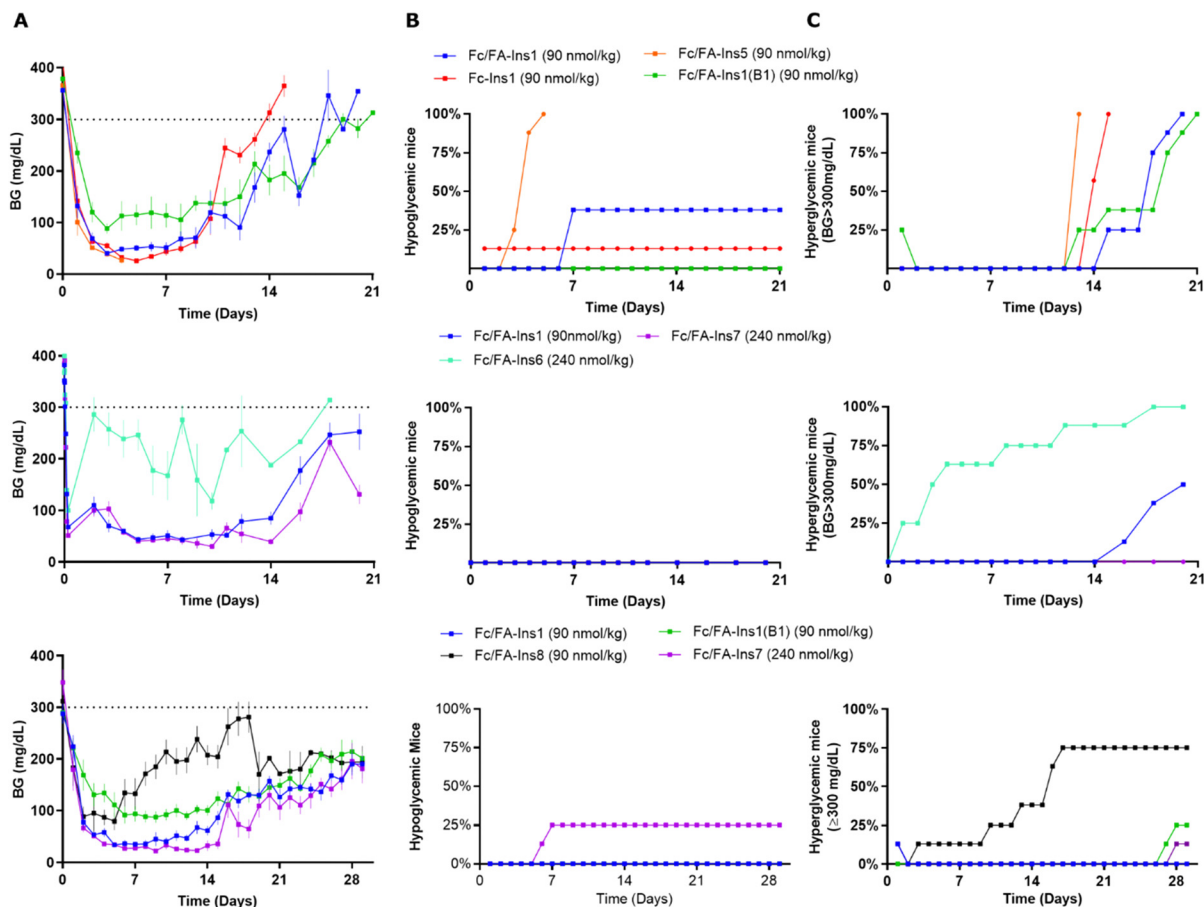 A
B
C
Fc/FA-Ins1 (90 nmol/kg)
Fc-Ins1 (90 nmol/kg)
Fc/FA-Ins5 (90 nmol/kg)
Fc/FA-Ins1(B1) (90 nmol/kg)
BG (mg/dL)
400
300
200
100
0
0 7 14 21
Time (Days)
Hypoglycemic mice
100%
75%
50%
25%
0%
0 7 14 21
Time (Days)
Hyperglycemic mice
(BG>300mg/dL)
100%
75%
50%
25%
0%
0 7 14 21
Time (Days)
Fc/FA-Ins1 (90nmol/kg)
Fc/FA-Ins7 (240 nmol/kg)
Fc/FA-Ins6 (240 nmol/kg)
BG (mg/dL)
400
300
200
100
0
0 7 14 21
Time (Days)
Hypoglycemic mice
100%
75%
50%
25%
0%
0 7 14 21
Time (Days)
Hyperglycemic mice
(BG>300mg/dL)
100%
75%
50%
25%
0%
0 7 14 21
Time (Days)
Fc/FA-Ins1 (90 nmol/kg)
Fc/FA-Ins8 (90 nmol/kg)
Fc/FA-Ins1(B1) (90 nmol/kg)
Fc/FA-Ins7 (240 nmol/kg)
BG (mg/dL)
400
300
200
100
0
0 7 14 21 28
Time (Days)
Hypoglycemic Mice
100%
75%
50%
25%
0%
0 7 14 21 28
Time (Days)
Hyperglycemic mice
(≥300 mg/dL)
100%
75%
50%
25%
0%
0 7 14 21 28
Time (Days)